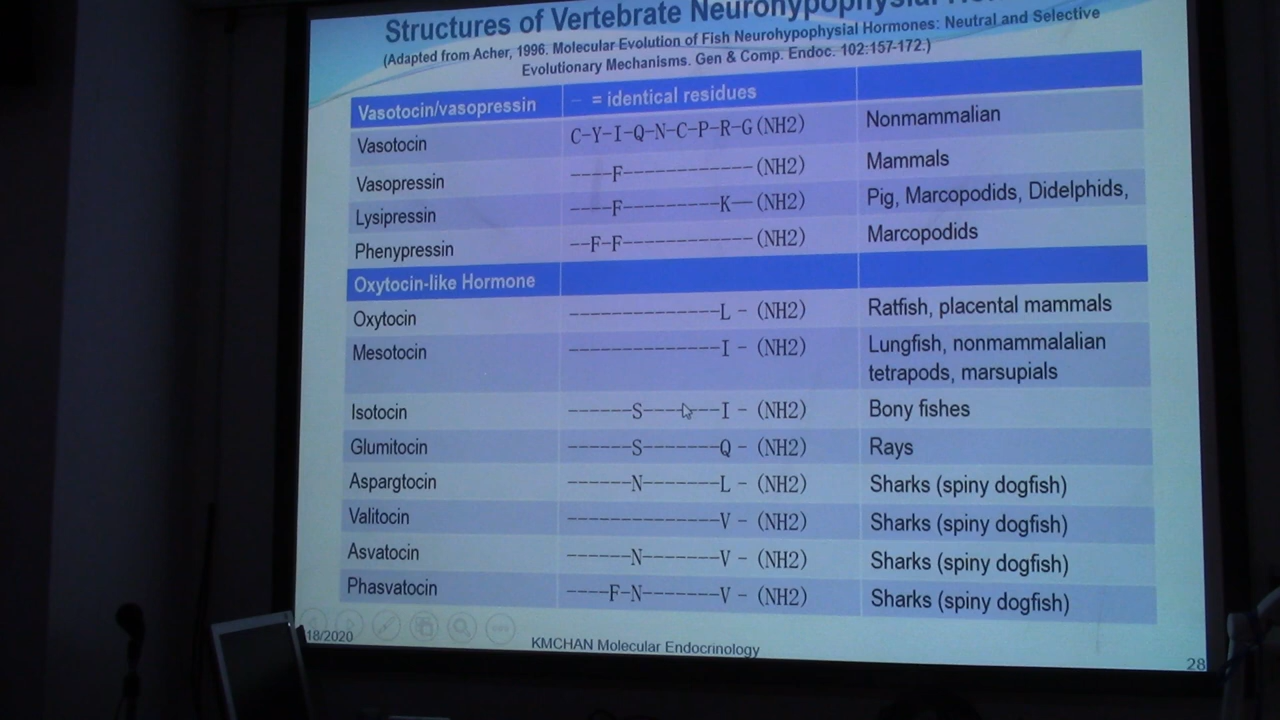 Structures of Vertebrate Neurohypophysial
(Adapted from Acher, 1996. Molecular Evolution of Fish Neurohypophysial Hormones: Neutral and Selective
Evolutionary Mechanisms. Gen & Comp. Endoc. 102:157-172.)
Vasotocin/vasopressin – = identical residues
Vasotocin C-Y-I-Q-N-C-P-R-G(NH2) Nonmammalian
Vasopressin ----F------------(NH2) Mammals
Lysipressin ----F---------K--(NH2) Pig, Marcopodids, Didelphids,
Phenypressin --F-F------------(NH2) Marcopodids
Oxytocin-like Hormone
Oxytocin --------------L - (NH2) Ratfish, placental mammals
Mesotocin --------------I - (NH2) Lungfish, nonmammalalian
tetrapods, marsupials
Isotocin ------S-------I - (NH2) Bony fishes
Glumitocin ------S-------Q - (NH2) Rays
Aspargtocin ------N-------L - (NH2) Sharks (spiny dogfish)
Valitocin --------------V - (NH2) Sharks (spiny dogfish)
Asvatocin ------N-------V - (NH2) Sharks (spiny dogfish)
Phasvatocin ----F-N-------V - (NH2) Sharks (spiny dogfish)
18/2020 KMCHAN Molecular Endocrinology 28